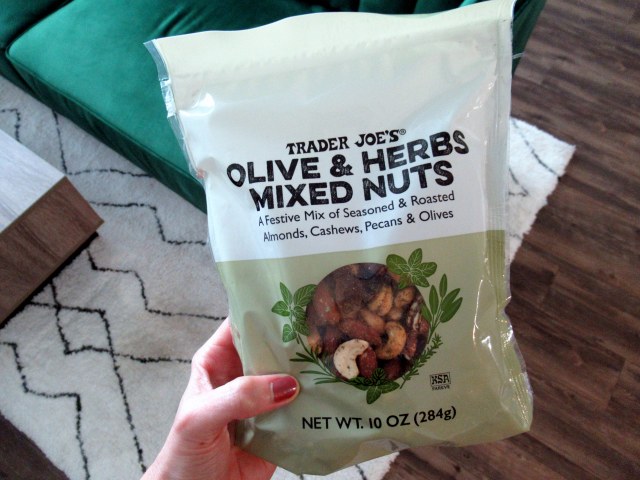 TRADER JOE'S®
OLIVE & HERBS
MIXED NUTS
A Festive Mix of Seasoned & Roasted
Almonds, Cashews, Pecans & Olives
KSA
NET WT. 10 OZ (284g)